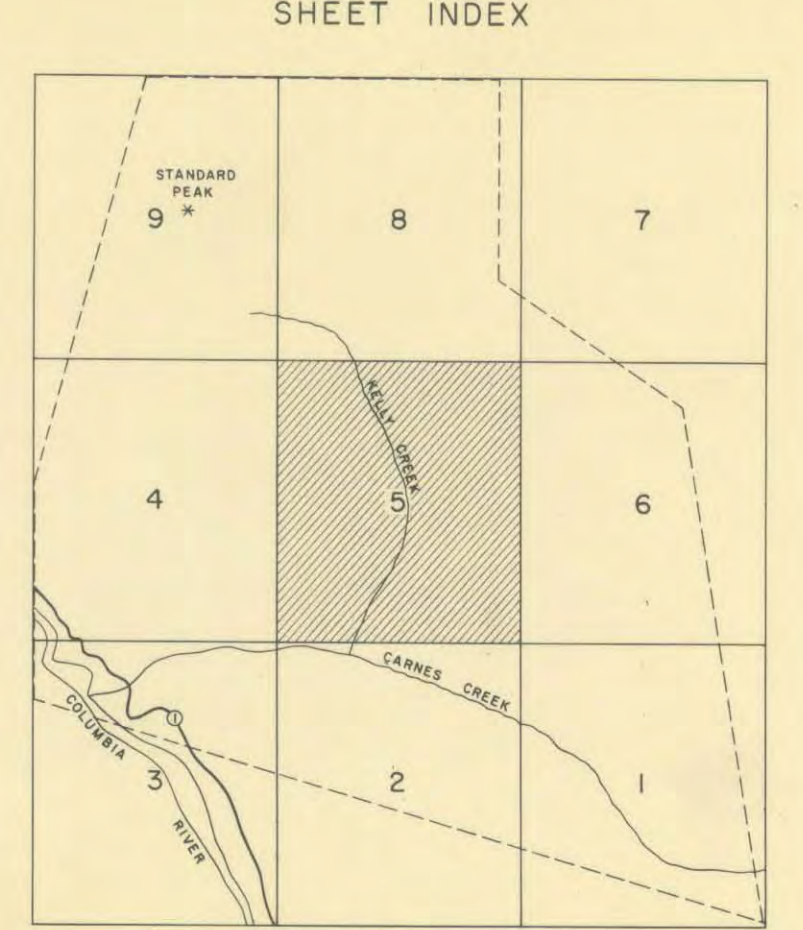 SHEET INDEX
STANDARD
PEAK
9
8
7
KELLY CREEK
4
5
6
CARNES CREEK
1
COLUMBIA RIVER
3
2
1